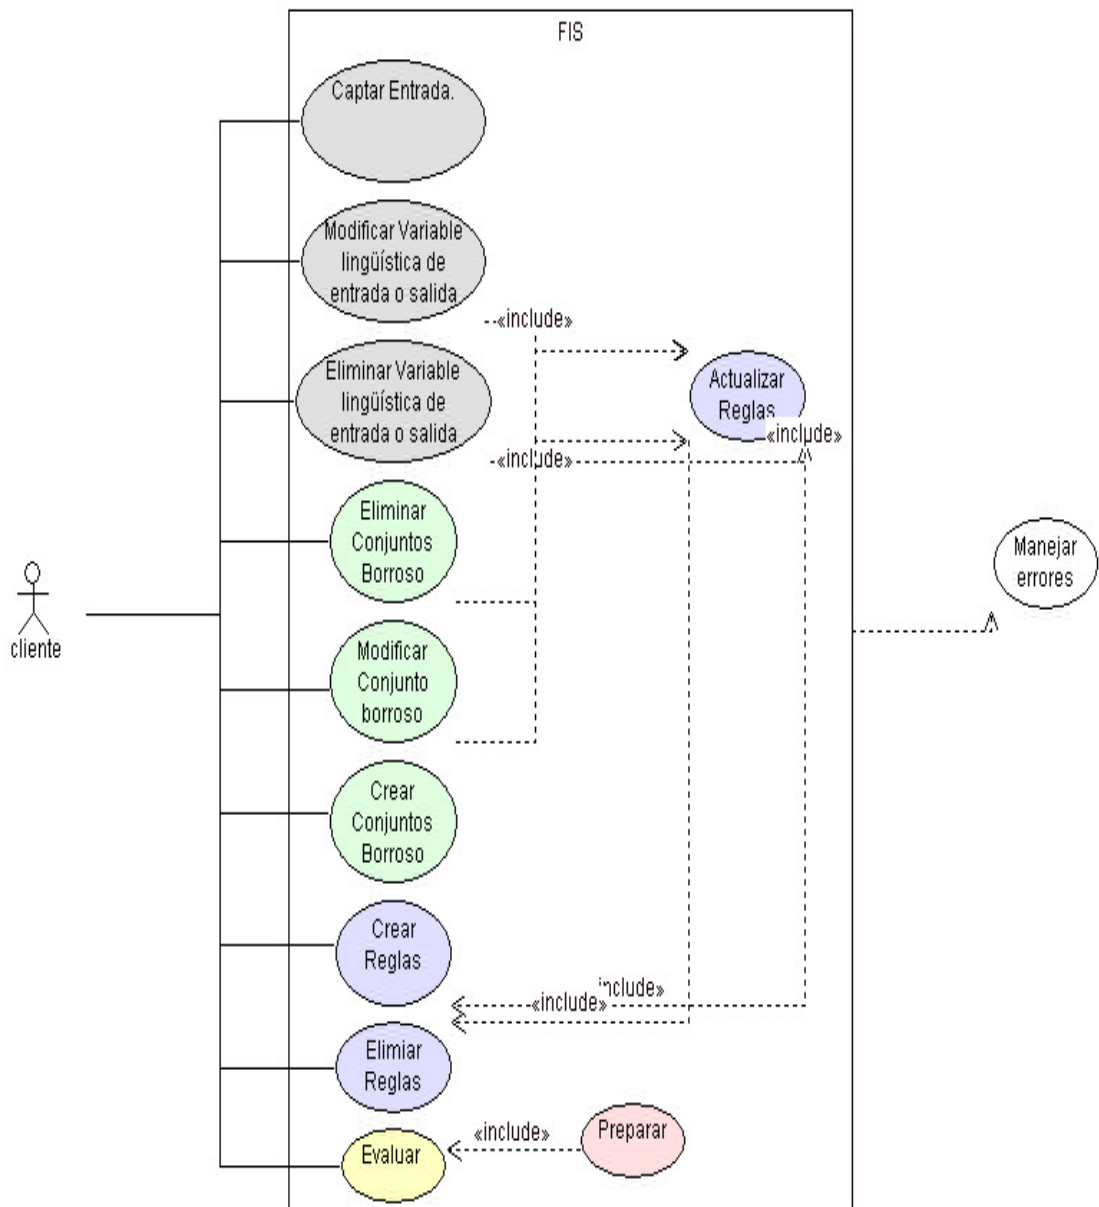 FIS
Captar Entrada.
Modificar Variable
lingüística de
entrada o salida
«include»
Eliminar Variable
lingüística de
entrada o salida
«include»
Actualizar
Reglas
«include»
Eliminar
Conjuntos
Borroso
Manejar
errores
cliente
Modificar
Conjunto
borroso
Crear
Conjuntos
Borroso
Crear
Reglas
include»
«include»
Elimiar
Reglas
Evaluar
«include»
Preparar